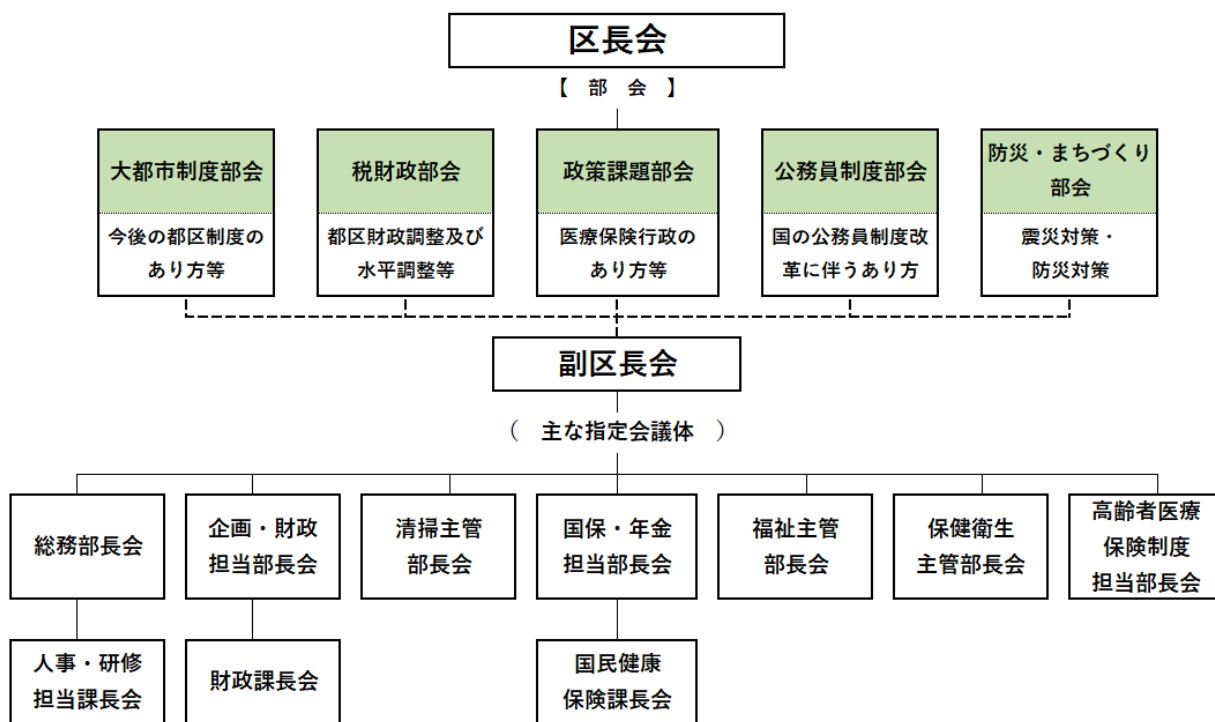 区長会
【 部 会 】
大都市制度部会
今後の都区制度の
あり方等
税財政部会
都区財政調整及び
水平調整等
政策課題部会
医療保険行政の
あり方等
公務員制度部会
国の公務員制度改
革に伴うあり方
防災・まちづくり
部会
震災対策・
防災対策
副区長会
( 主な指定会議体 )
総務部長会
企画・財政
担当部長会
清掃主管
部長会
国保・年金
担当部長会
福祉主管
部長会
保健衛生
主管部長会
高齢者医療
保険制度
担当部長会
人事・研修
担当課長会
財政課長会
国民健康
保険課長会